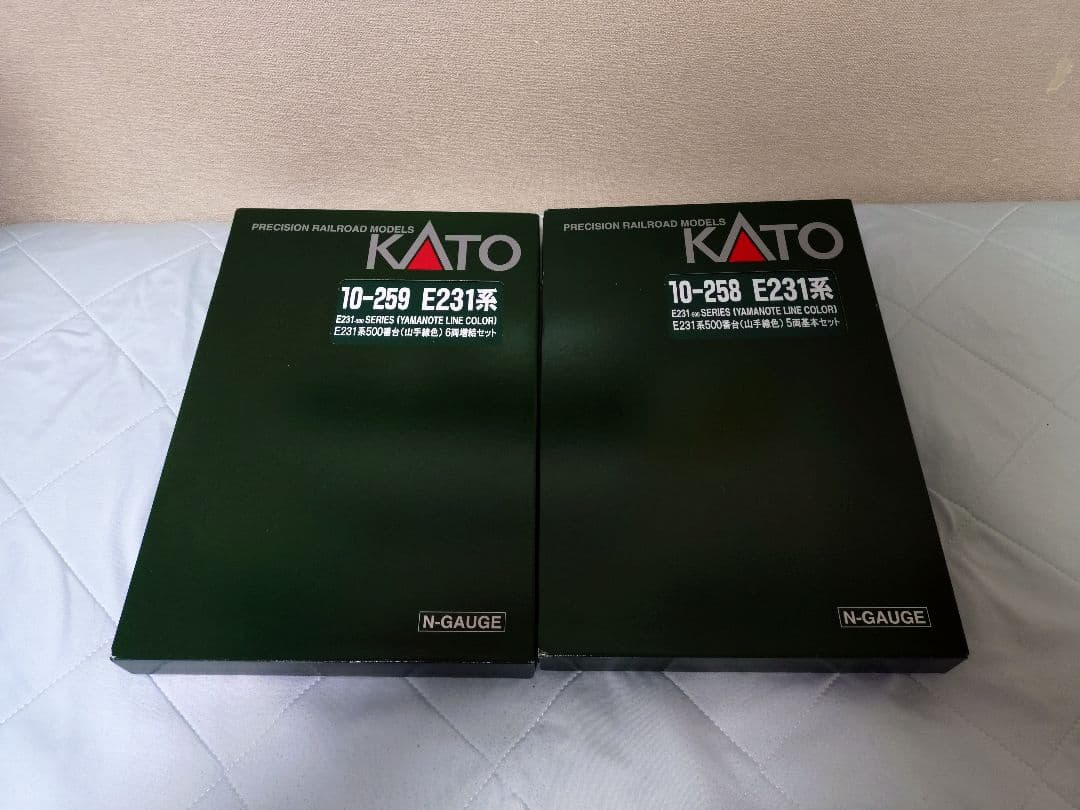 PRECISION RAILROAD MODELS
KATO
10-259 E231系
E231-500 SERIES (YAMANOTE LINE COLOR)
E231系500番台(山手線色) 6両増結セット
N-GAUGE
PRECISION RAILROAD MODELS
KATO
10-258 E231系
E231-500 SERIES (YAMANOTE LINE COLOR)
E231系500番台(山手線色) 5両基本セット
N-GAUGE